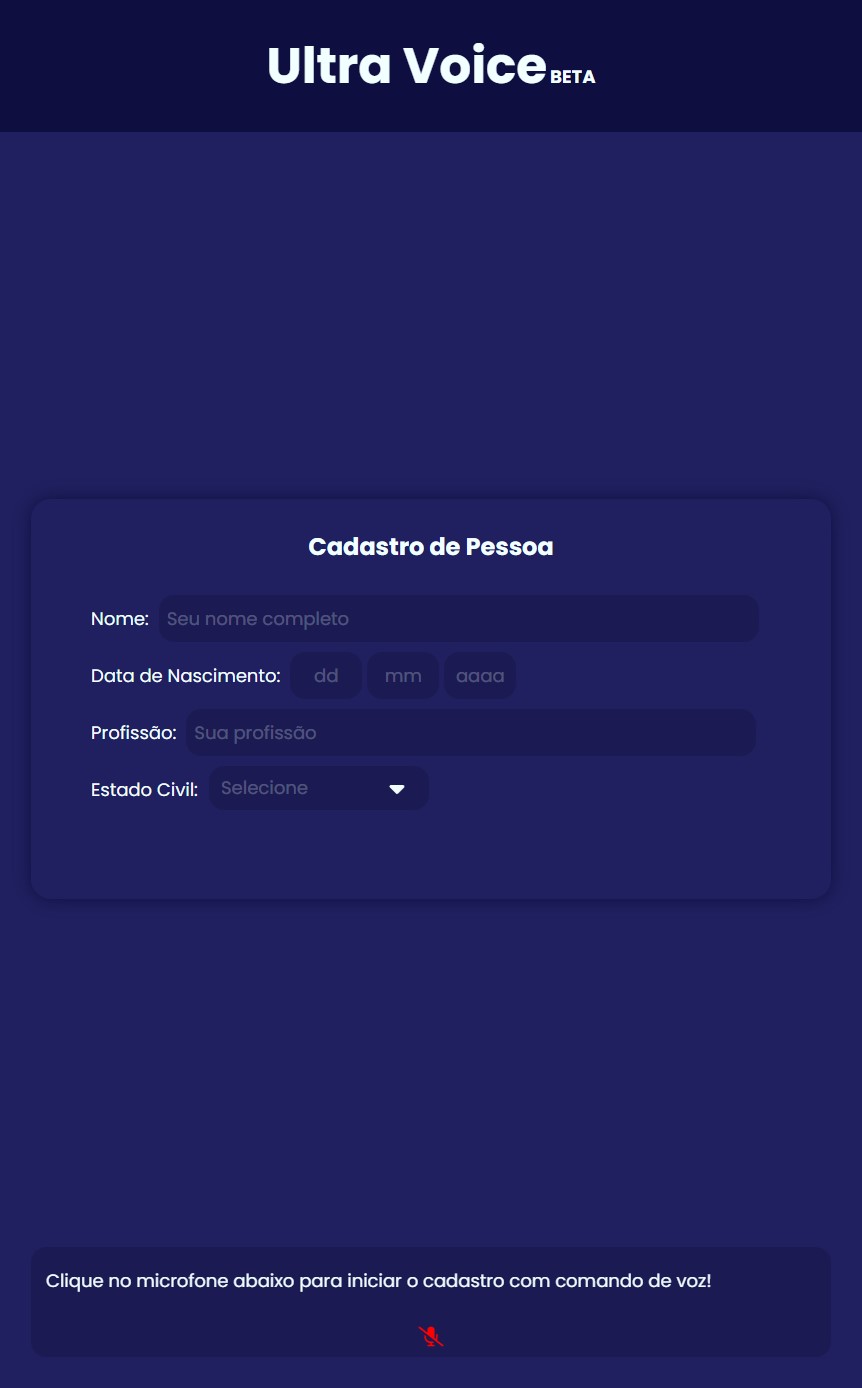 Ultra Voice BETA
Cadastro de Pessoa
Nome: Seu nome completo
Data de Nascimento: dd mm aaaa
Profissão: Sua profissão
Estado Civil: Selecione
Clique no microfone abaixo para iniciar o cadastro com comando de voz!